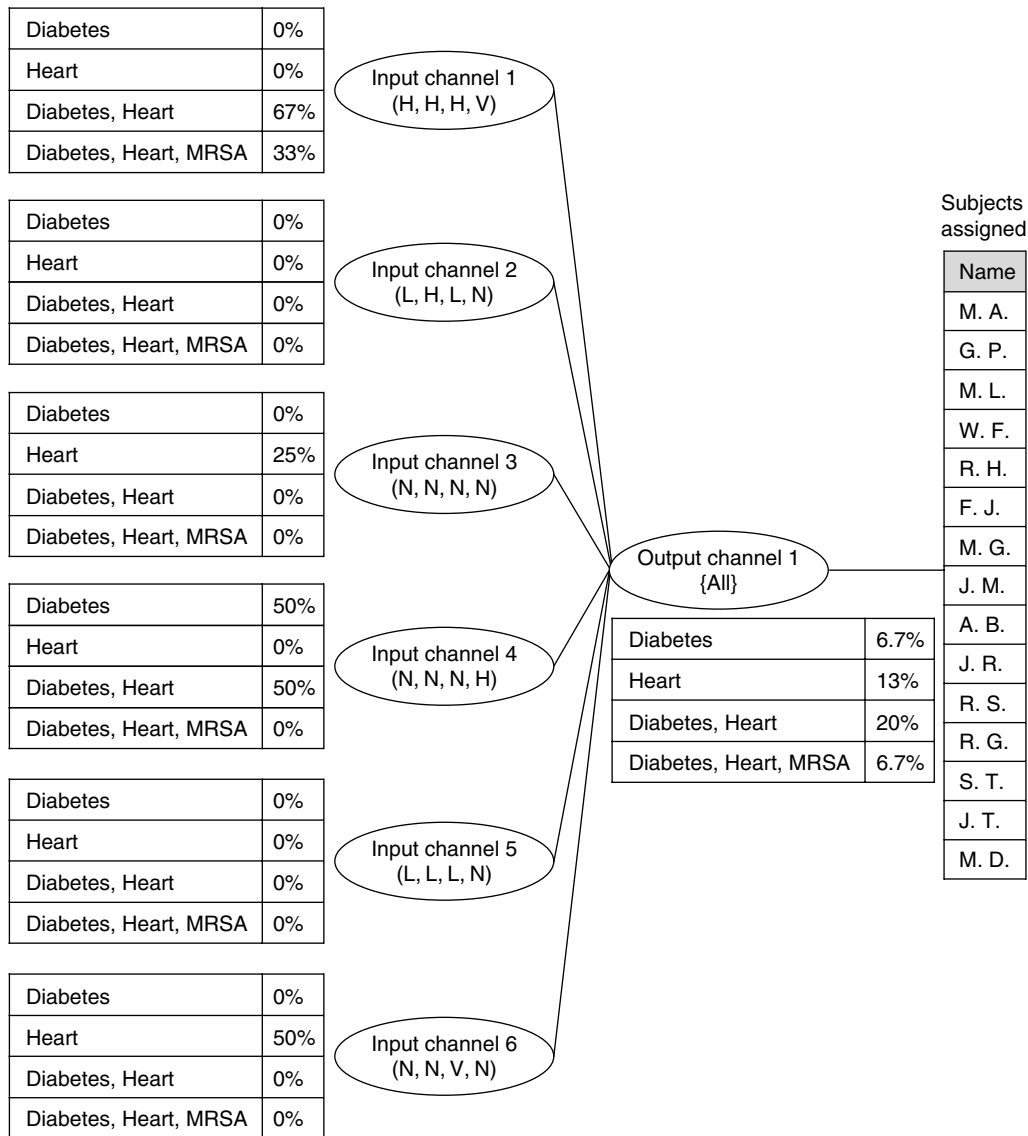 Diabetes 0%
Heart 0%
Diabetes, Heart 67%
Diabetes, Heart, MRSA 33%
Input channel 1
(H, H, H, V)
Diabetes 0%
Heart 0%
Diabetes, Heart 0%
Diabetes, Heart, MRSA 0%
Input channel 2
(L, H, L, N)
Diabetes 0%
Heart 25%
Diabetes, Heart 0%
Diabetes, Heart, MRSA 0%
Input channel 3
(N, N, N, N)
Diabetes 50%
Heart 0%
Diabetes, Heart 50%
Diabetes, Heart, MRSA 0%
Input channel 4
(N, N, N, H)
Diabetes 0%
Heart 0%
Diabetes, Heart 0%
Diabetes, Heart, MRSA 0%
Input channel 5
(L, L, L, N)
Diabetes 0%
Heart 50%
Diabetes, Heart 0%
Diabetes, Heart, MRSA 0%
Input channel 6
(N, N, V, N)
Output channel 1
{All}
Diabetes 6.7%
Heart 13%
Diabetes, Heart 20%
Diabetes, Heart, MRSA 6.7%
Subjects
assigned
Name
M. A.
G. P.
M. L.
W. F.
R. H.
F. J.
M. G.
J. M.
A. B.
J. R.
R. S.
R. G.
S. T.
J. T.
M. D.